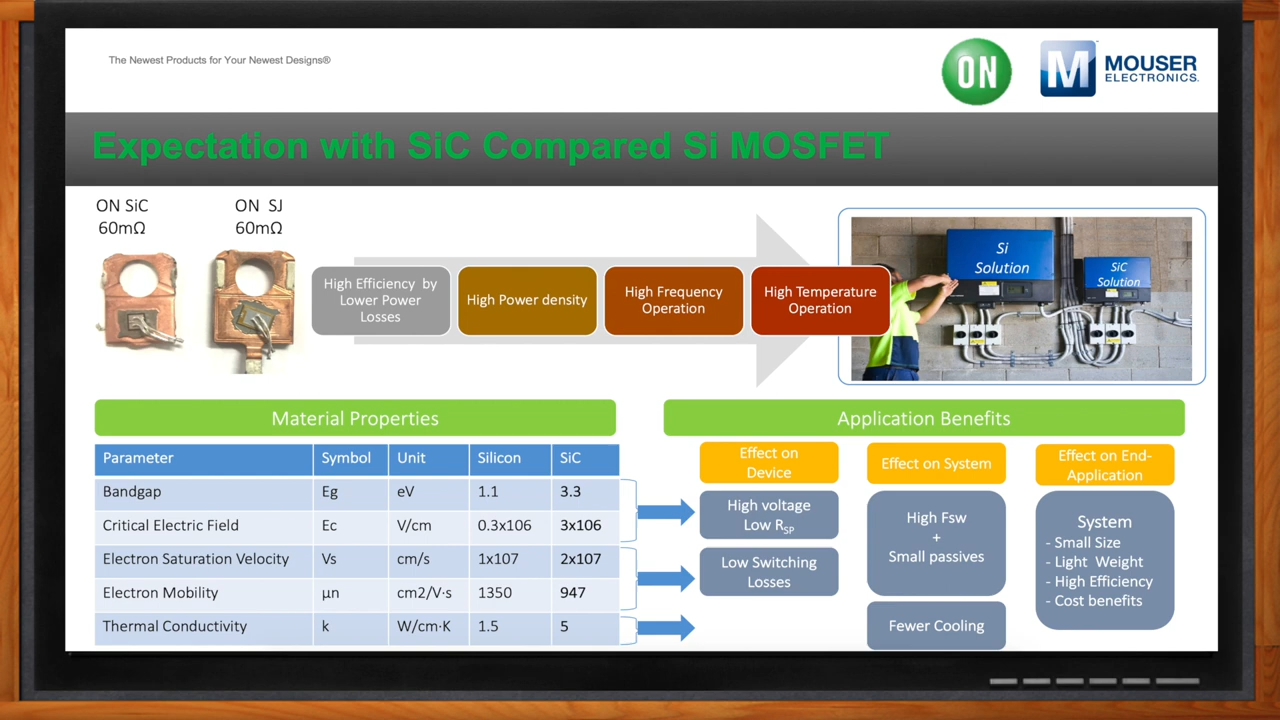 The Newest Products for Your Newest Designs®
ON
M
MOUSER
ELECTRONICS.
Expectation with SiC Compared Si MOSFET
ON SiC
60mΩ
ON SJ
60mΩ
High Efficiency by
Lower Power
Losses
High Power density
High Frequency
Operation
High Temperature
Operation
Si
Solution
SiC
Solution
Material Properties
Parameter Symbol Unit Silicon SiC
Bandgap Eg eV 1.1 3.3
Critical Electric Field Ec V/cm 0.3x106 3x106
Electron Saturation Velocity Vs cm/s 1x107 2x107
Electron Mobility μn cm2/V·s 1350 947
Thermal Conductivity k W/cm·K 1.5 5
Application Benefits
Effect on
Device
High voltage
Low RSP
Low Switching
Losses
Effect on System
High Fsw
+
Small passives
Fewer Cooling
Effect on End-
Application
System
- Small Size
- Light Weight
- High Efficiency
- Cost benefits